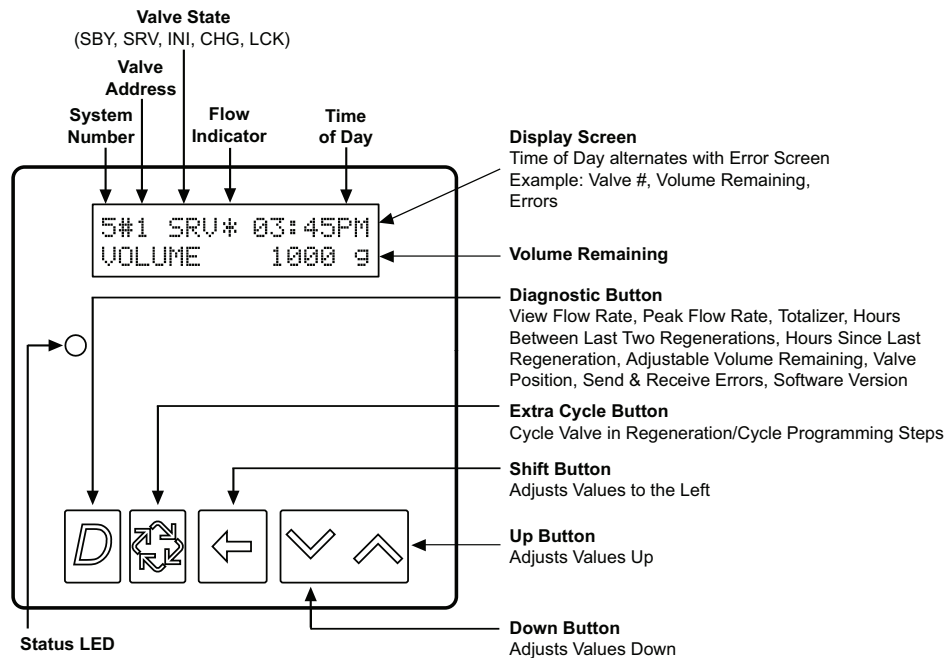 Valve State
(SBY, SRV, INI, CHG, LCK)
Valve
Address
System
Number
Flow
Indicator
Time
of Day
5#1 SRV* 03:45PM
VOLUME 1000 g
Display Screen
Time of Day alternates with Error Screen
Example: Valve #, Volume Remaining,
Errors
Volume Remaining
Diagnostic Button
View Flow Rate, Peak Flow Rate, Totalizer, Hours
Between Last Two Regenerations, Hours Since Last
Regeneration, Adjustable Volume Remaining, Valve
Position, Send & Receive Errors, Software Version
Extra Cycle Button
Cycle Valve in Regeneration/Cycle Programming Steps
Shift Button
Adjusts Values to the Left
D
Up Button
Adjusts Values Up
Down Button
Adjusts Values Down
Status LED